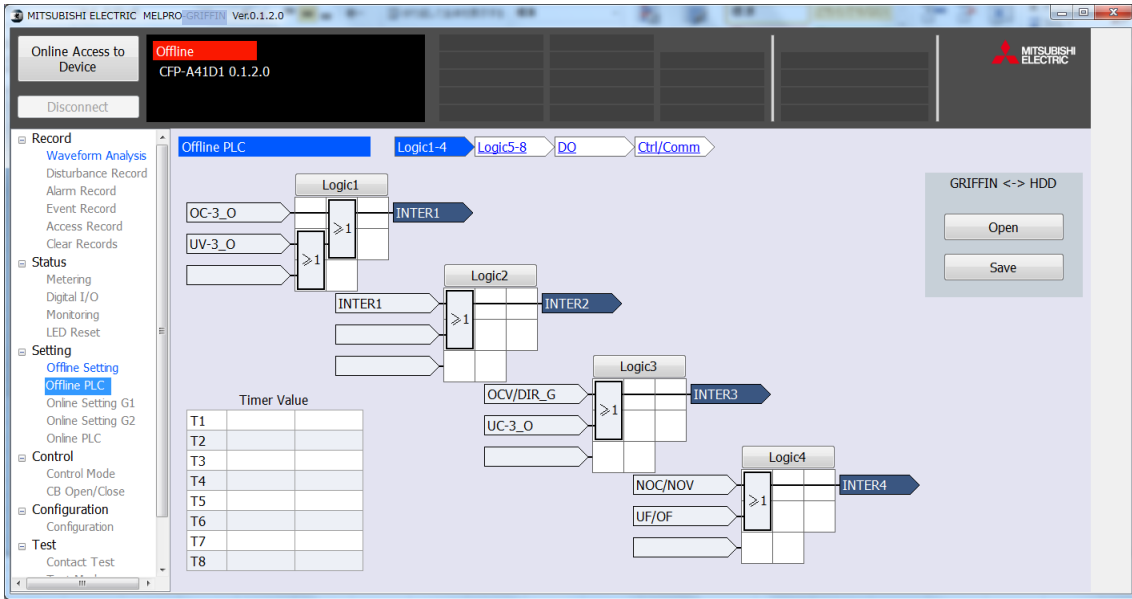 MITSUBISHI ELECTRIC MELPRO-GRIFFIN Ver.0.1.2.0
Online Access to
Device
Disconnect
Offline
CFP-A41D1 0.1.2.0
MITSUBISHI
ELECTRIC
Record
Waveform Analysis
Disturbance Record
Alarm Record
Event Record
Access Record
Clear Records
Status
Metering
Digital I/O
Monitoring
LED Reset
Setting
Offline Setting
Offline PLC
Online Setting G1
Online Setting G2
Online PLC
Control
Control Mode
CB Open/Close
Configuration
Configuration
Test
Contact Test
Offline PLC
Logic1-4
Logic5-8
DO
Ctrl/Comm
Logic1
OC-3_O
UV-3_O
≥1
≥1
INTER1
Logic2
INTER1
≥1
INTER2
Logic3
OCV/DIR_G
UC-3_O
≥1
INTER3
Logic4
NOC/NOV
UF/OF
≥1
INTER4
Timer Value
T1
T2
T3
T4
T5
T6
T7
T8
GRIFFIN <-> HDD
Open
Save